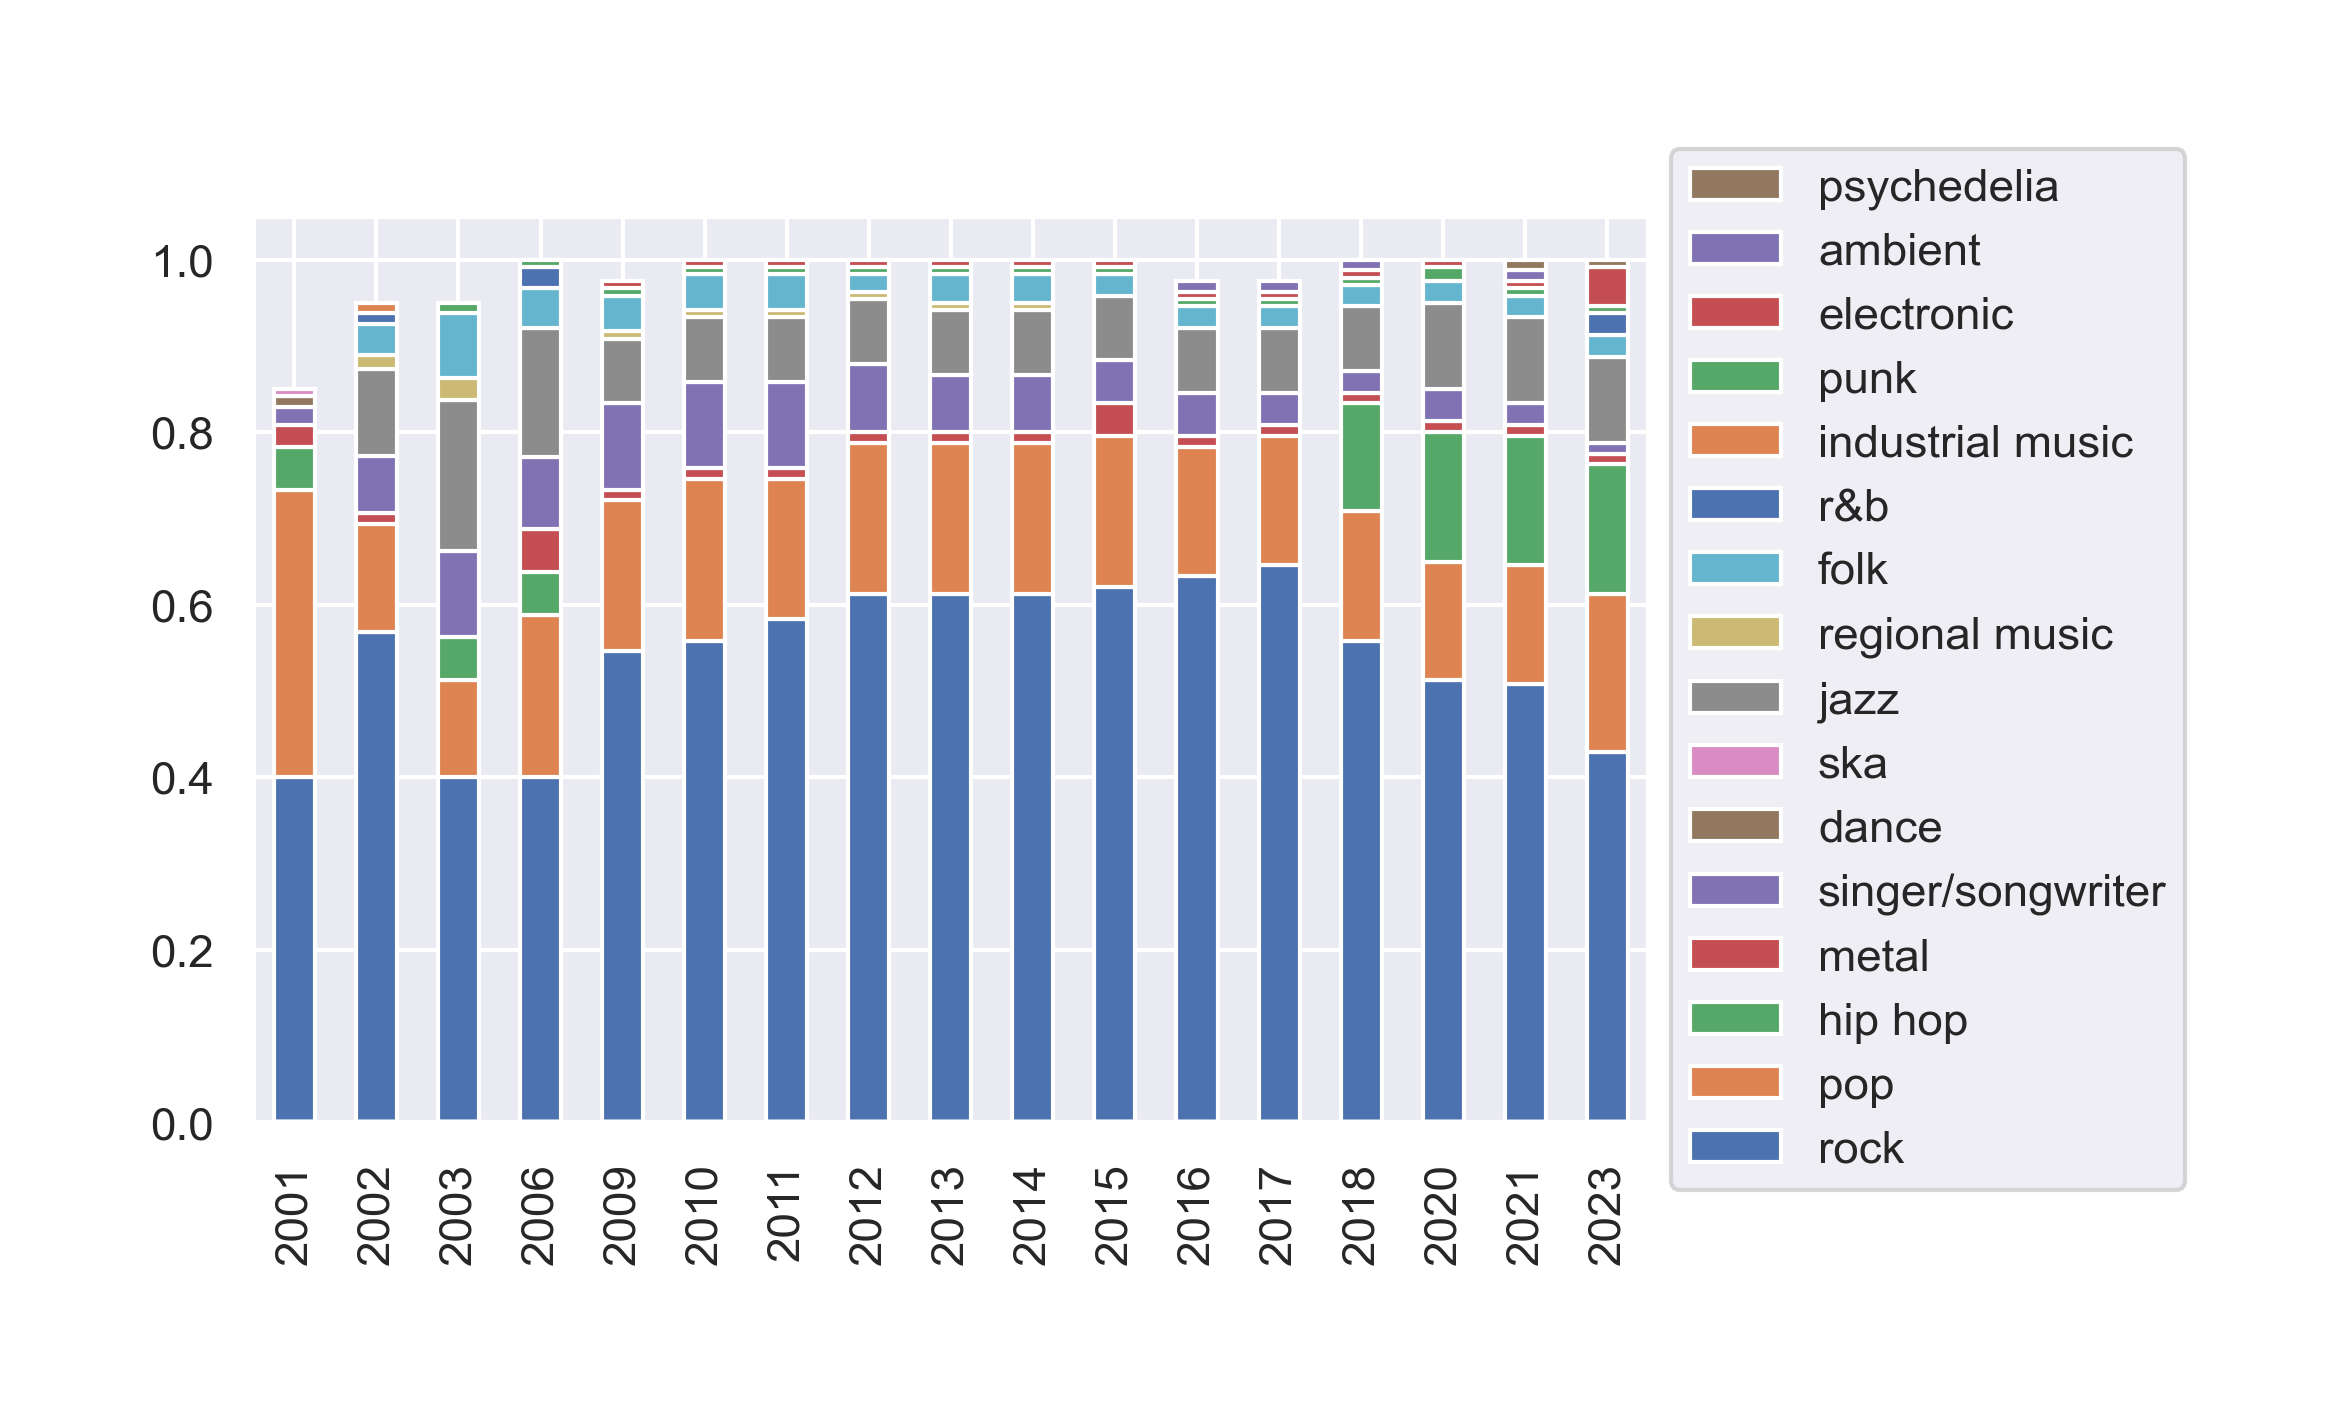 1.0
0.8
0.6
0.4
0.2
0.0
2001
2002
2003
2006
2009
2010
2011
2012
2013
2014
2015
2016
2017
2018
2020
2021
2023
psychedelia
ambient
electronic
punk
industrial music
r&b
folk
regional music
jazz
ska
dance
singer/songwriter
metal
hip hop
pop
rock